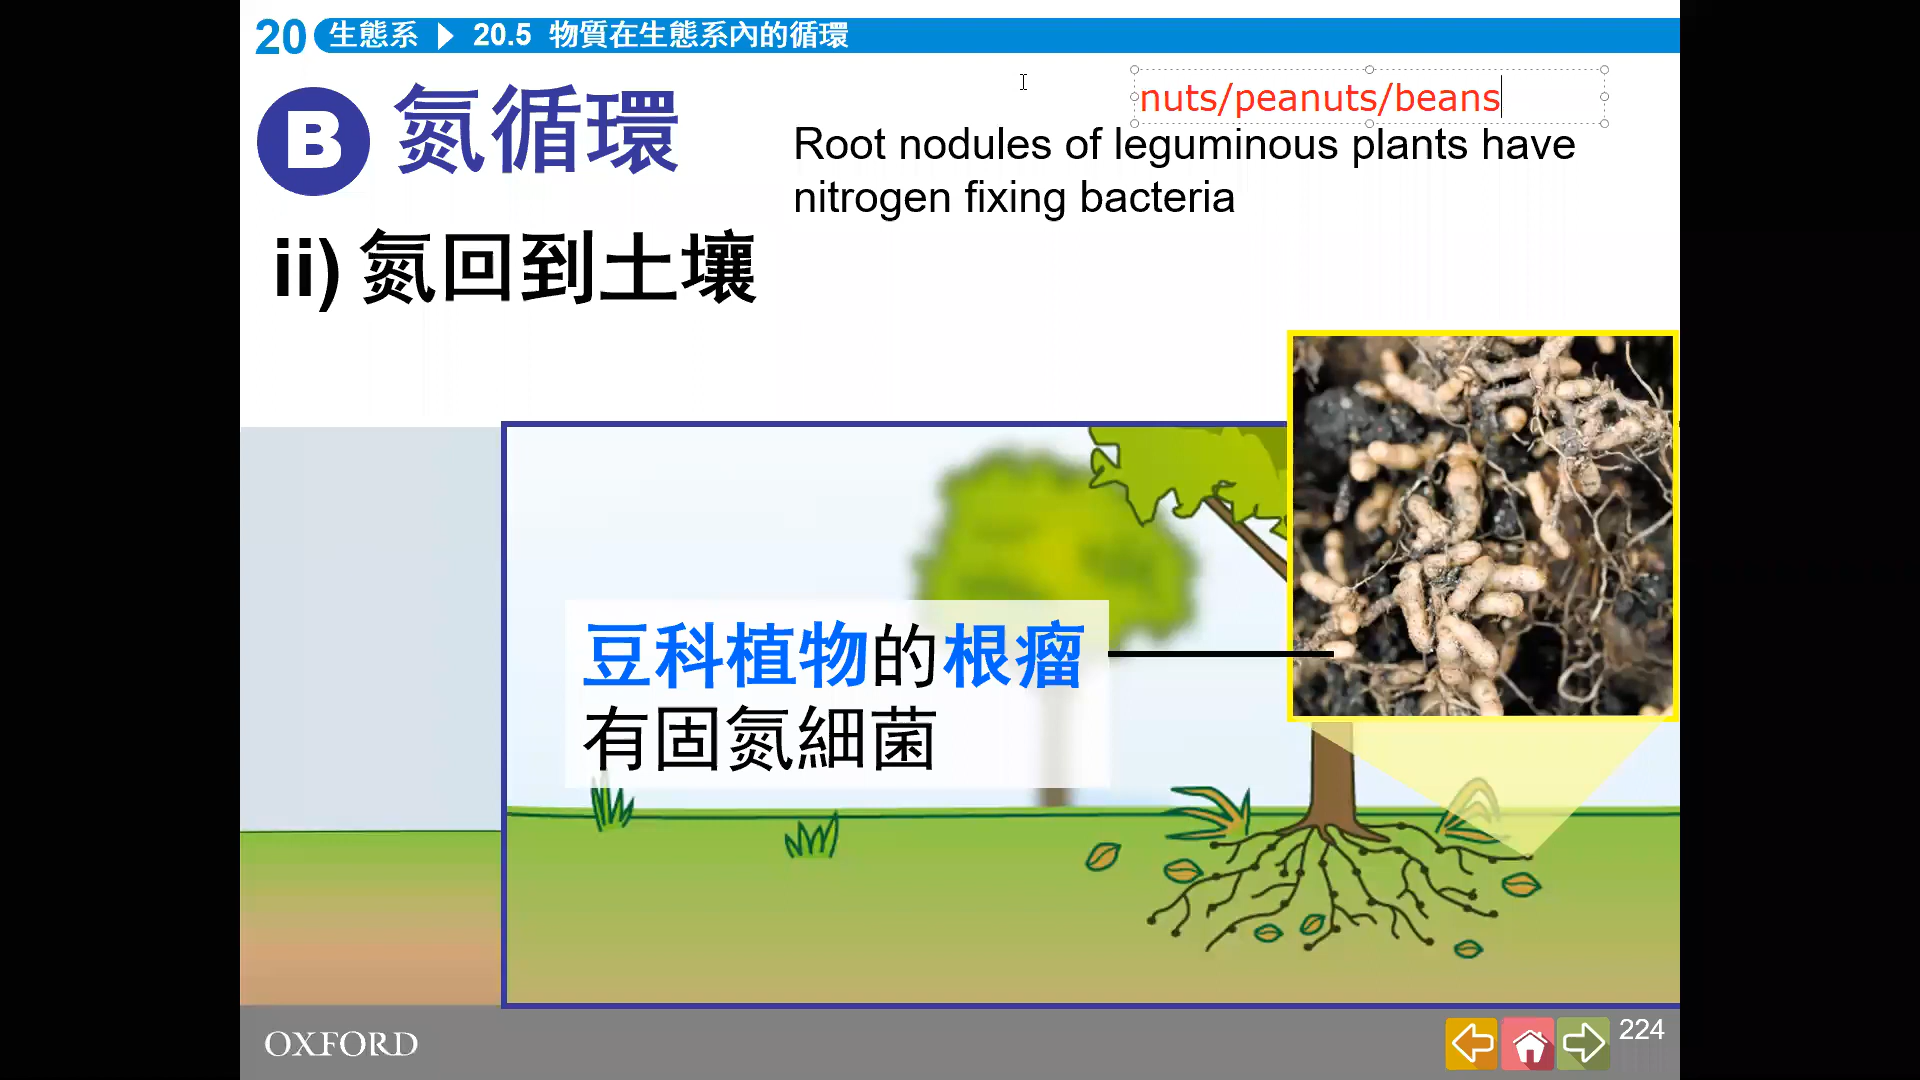 20 生態系 20.5 物質在生態系內的循環
nuts/peanuts/beans
B 氮循環
Root nodules of leguminous plants have
nitrogen fixing bacteria
ii) 氮回到土壤
豆科植物的根瘤
有固氮細菌
OXFORD
224